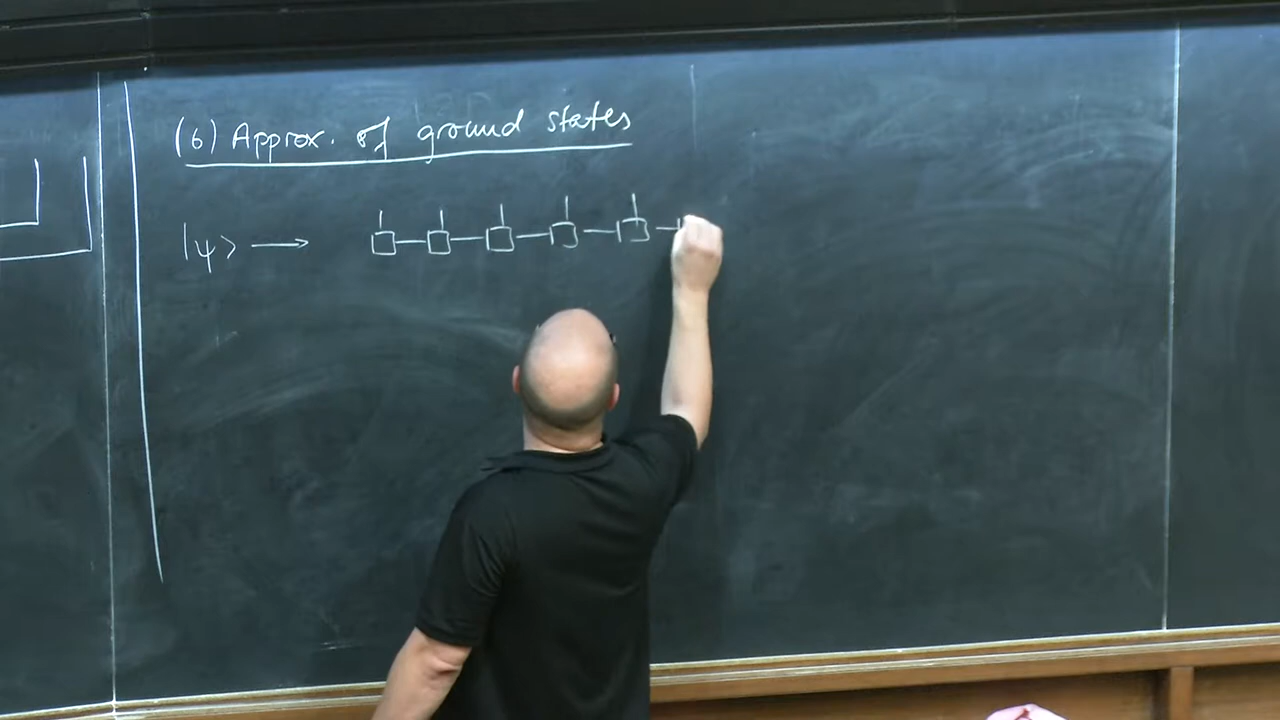 (6) Approx. of ground states
|ψ> →